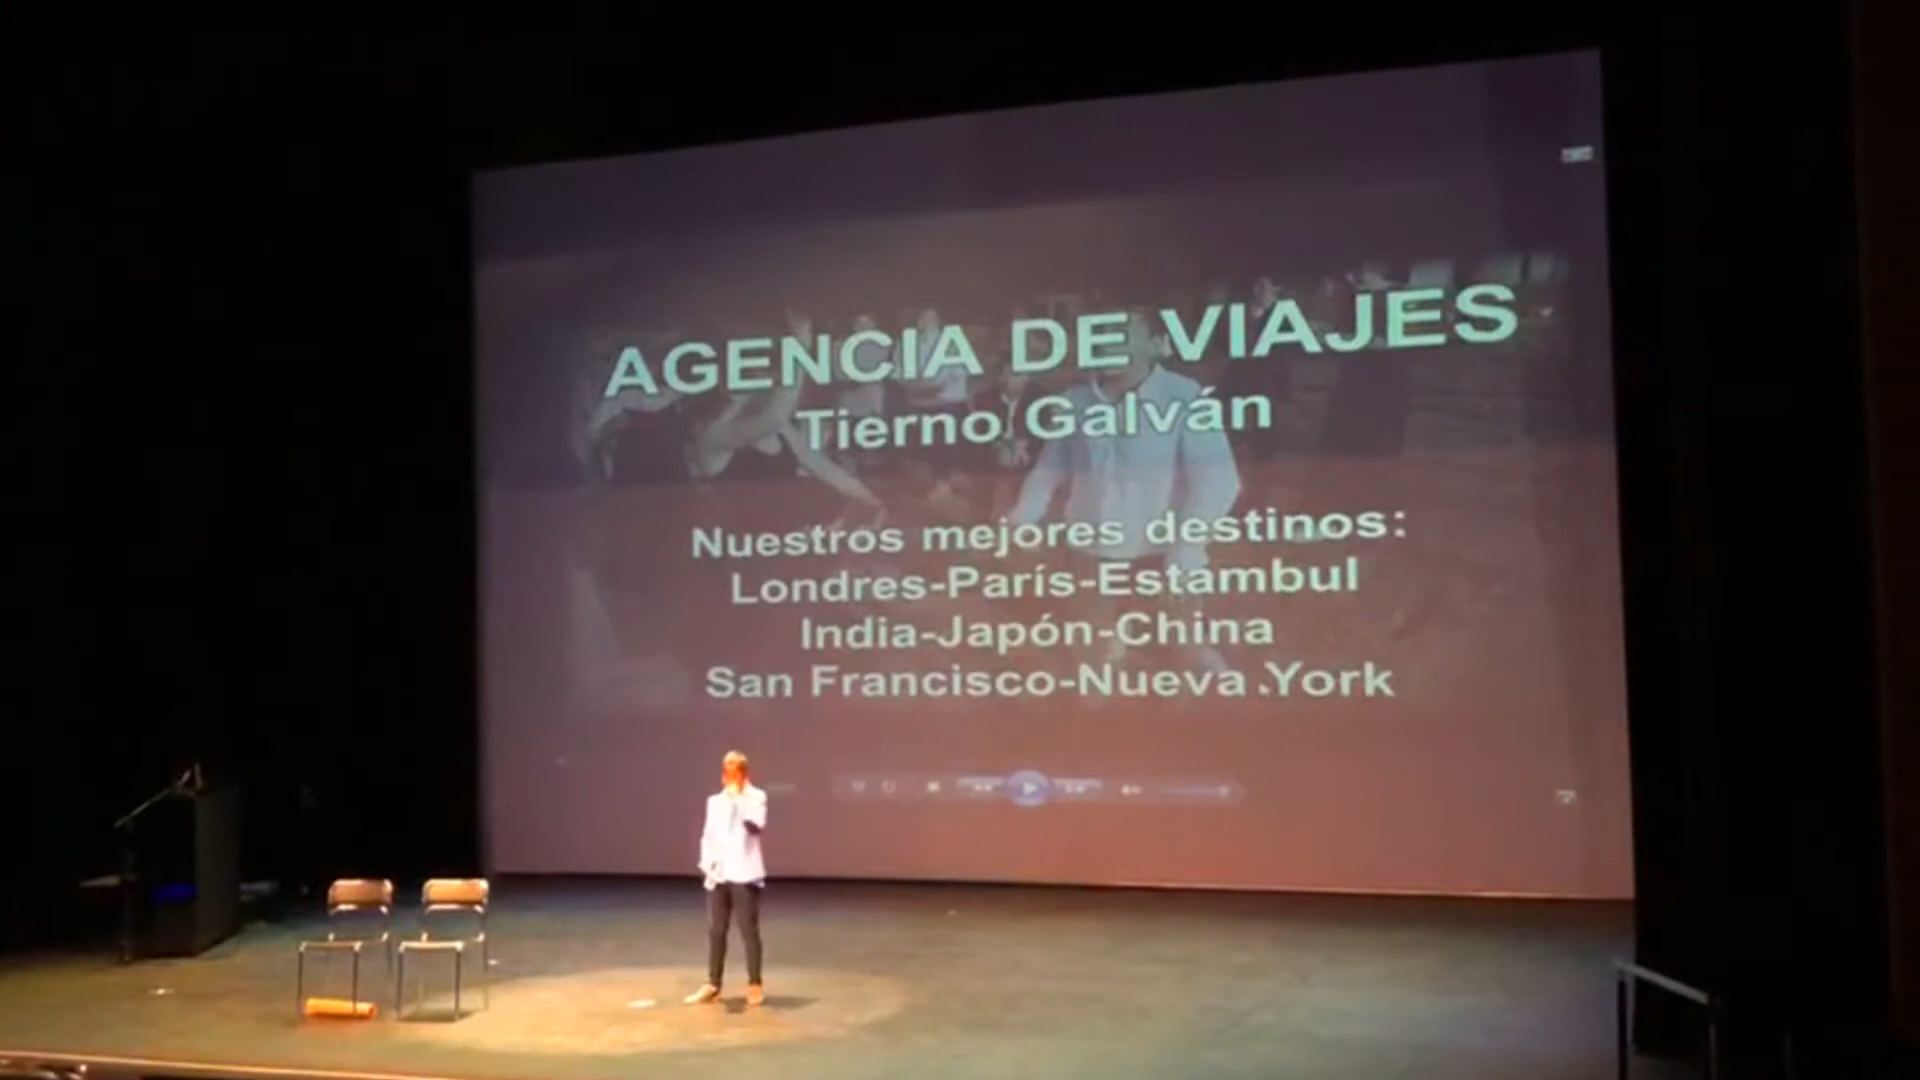 AGENCIA DE VIAJES
Tierno Galván
Nuestros mejores destinos:
Londres-París-Estambul
India-Japón-China
San Francisco-Nueva York